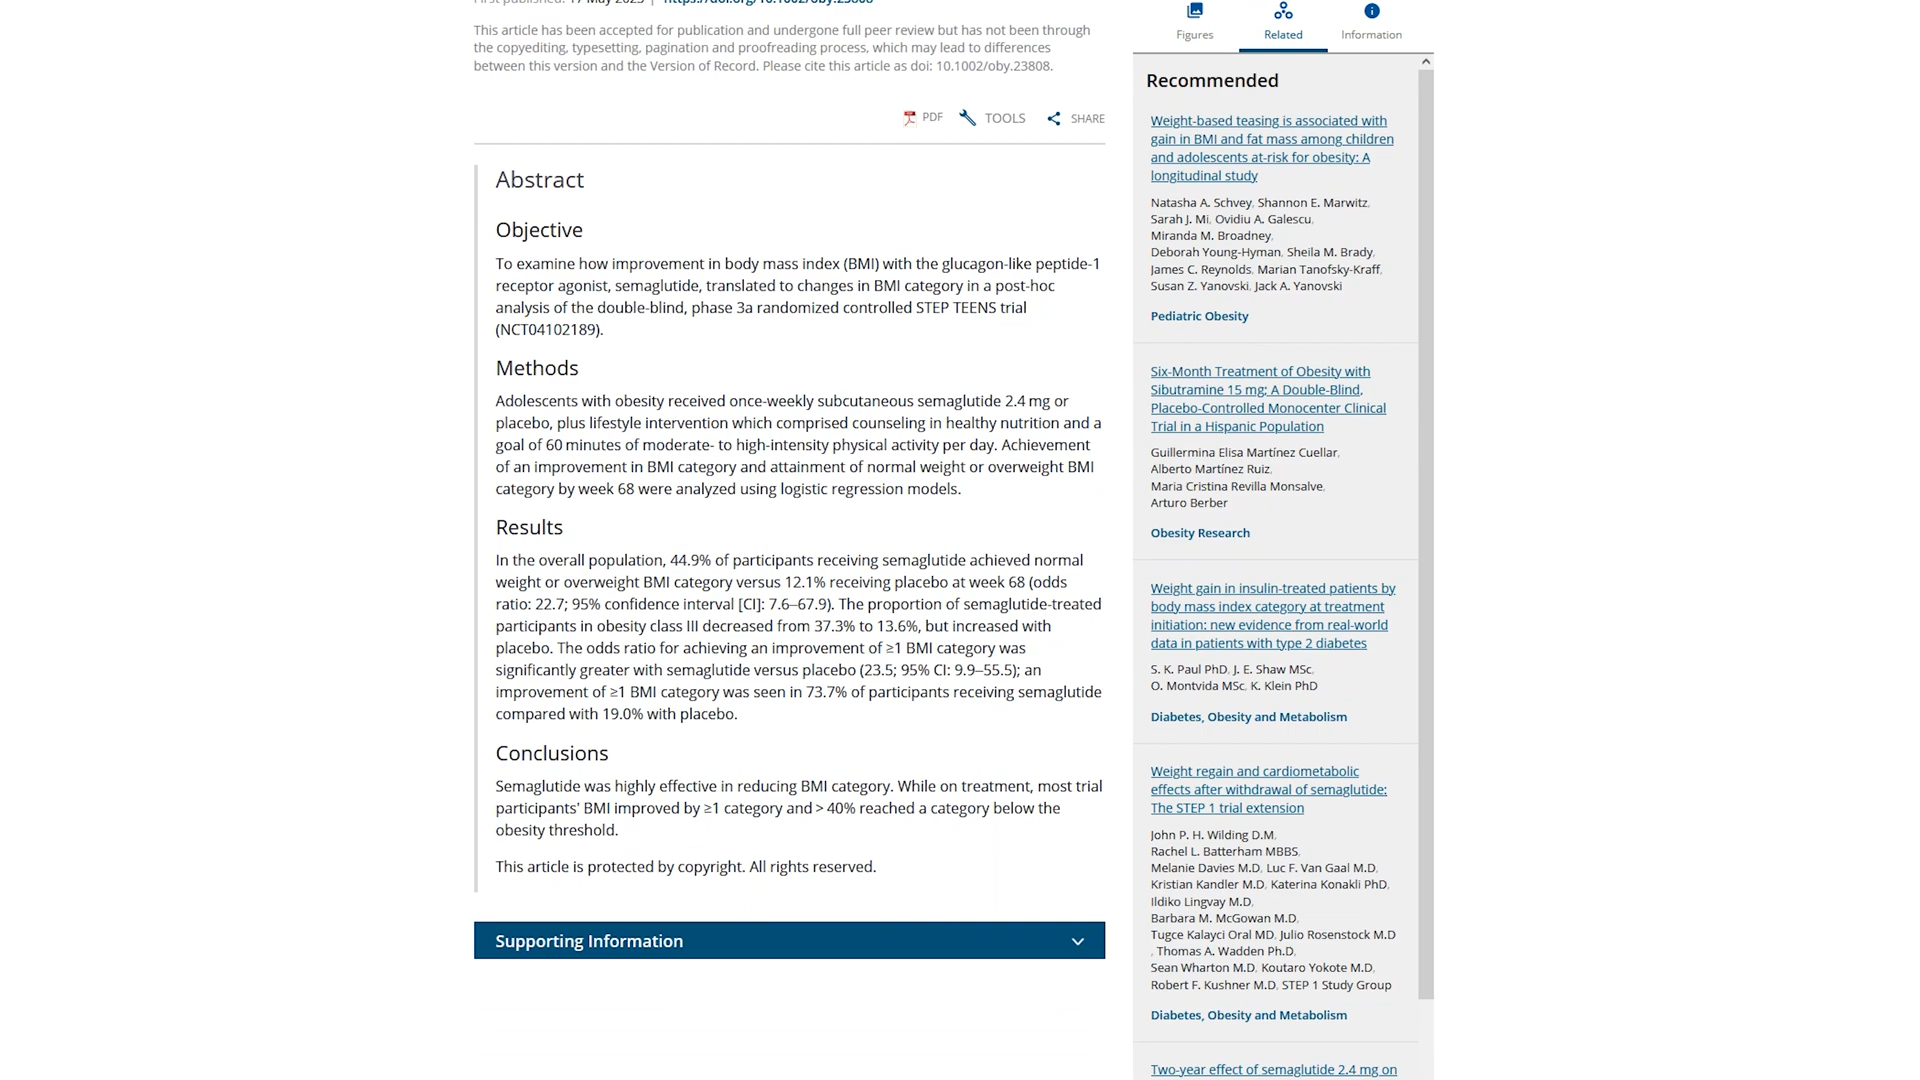 First published: 17 May 2023 | https://doi.org/10.1002/oby.23808
This article has been accepted for publication and undergone full peer review but has not been through
the copyediting, typesetting, pagination and proofreading process, which may lead to differences
between this version and the Version of Record. Please cite this article as doi: 10.1002/oby.23808.
PDF TOOLS SHARE
Abstract
Objective
To examine how improvement in body mass index (BMI) with the glucagon-like peptide-1
receptor agonist, semaglutide, translated to changes in BMI category in a post-hoc
analysis of the double-blind, phase 3a randomized controlled STEP TEENS trial
(NCT04102189).
Methods
Adolescents with obesity received once-weekly subcutaneous semaglutide 2.4 mg or
placebo, plus lifestyle intervention which comprised counseling in healthy nutrition and a
goal of 60 minutes of moderate- to high-intensity physical activity per day. Achievement
of an improvement in BMI category and attainment of normal weight or overweight BMI
category by week 68 were analyzed using logistic regression models.
Results
In the overall population, 44.9% of participants receiving semaglutide achieved normal
weight or overweight BMI category versus 12.1% receiving placebo at week 68 (odds
ratio: 22.7; 95% confidence interval [CI]: 7.6–67.9). The proportion of semaglutide-treated
participants in obesity class III decreased from 37.3% to 13.6%, but increased with
placebo. The odds ratio for achieving an improvement of ≥1 BMI category was
significantly greater with semaglutide versus placebo (23.5; 95% CI: 9.9–55.5); an
improvement of ≥1 BMI category was seen in 73.7% of participants receiving semaglutide
compared with 19.0% with placebo.
Conclusions
Semaglutide was highly effective in reducing BMI category. While on treatment, most trial
participants' BMI improved by ≥1 category and > 40% reached a category below the
obesity threshold.
This article is protected by copyright. All rights reserved.
Supporting Information
Figures Related Information
Recommended
Weight-based teasing is associated with
gain in BMI and fat mass among children
and adolescents at-risk for obesity: A
longitudinal study
Natasha A. Schvey, Shannon E. Marwitz,
Sarah J. Mi, Ovidiu A. Galescu,
Miranda M. Broadney,
Deborah Young-Hyman, Sheila M. Brady,
James C. Reynolds, Marian Tanofsky-Kraff,
Susan Z. Yanovski, Jack A. Yanovski
Pediatric Obesity
Six-Month Treatment of Obesity with
Sibutramine 15 mg; A Double-Blind,
Placebo-Controlled Monocenter Clinical
Trial in a Hispanic Population
Guillermina Elisa Martínez Cuellar,
Alberto Martínez Ruiz,
Maria Cristina Revilla Monsalve,
Arturo Berber
Obesity Research
Weight gain in insulin-treated patients by
body mass index category at treatment
initiation: new evidence from real-world
data in patients with type 2 diabetes
S. K. Paul PhD, J. E. Shaw MSc,
O. Montvida MSc, K. Klein PhD
Diabetes, Obesity and Metabolism
Weight regain and cardiometabolic
effects after withdrawal of semaglutide:
The STEP 1 trial extension
John P. H. Wilding D.M,
Rachel L. Batterham MBBS,
Melanie Davies M.D, Luc F. Van Gaal M.D,
Kristian Kandler M.D, Katerina Konakli PhD,
Ildiko Lingvay M.D,
Barbara M. McGowan M.D,
Tugce Kalayci Oral MD, Julio Rosenstock M.D
, Thomas A. Wadden Ph.D,
Sean Wharton M.D, Koutaro Yokote M.D,
Robert F. Kushner M.D, STEP 1 Study Group
Diabetes, Obesity and Metabolism
Two-year effect of semaglutide 2.4 mg on